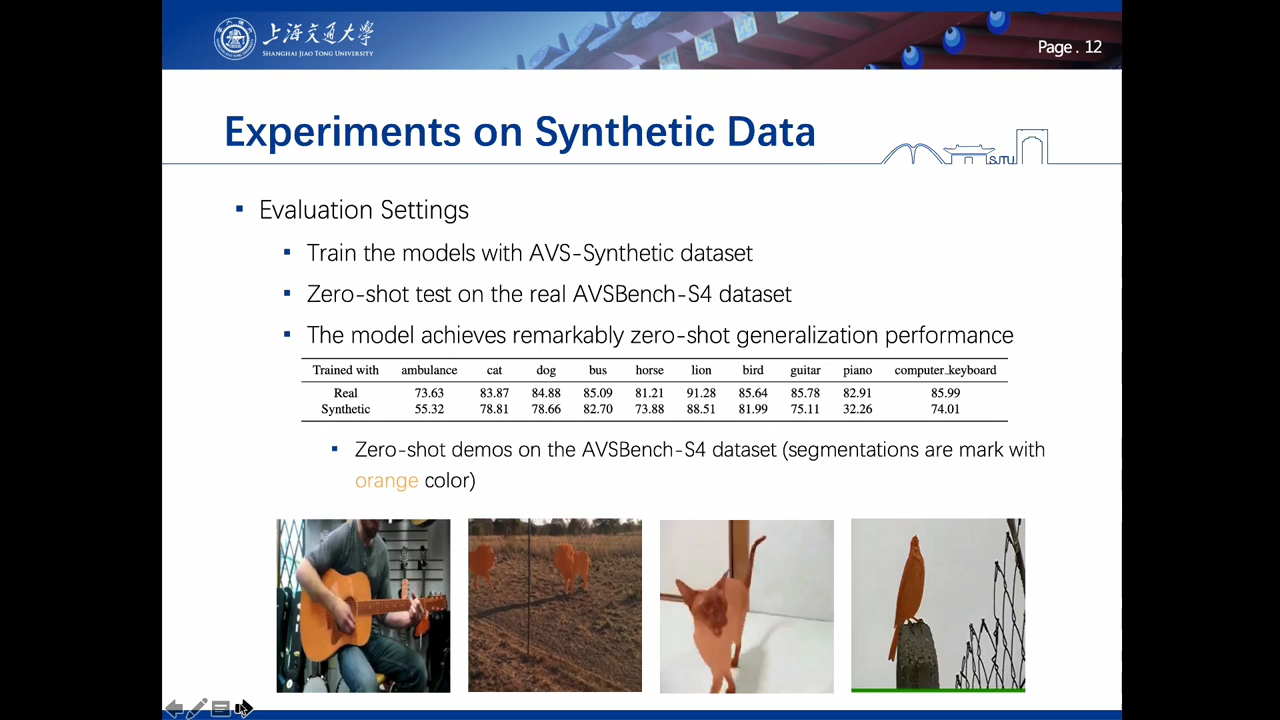 上海交通大学
SHANGHAI JIAO TONG UNIVERSITY
Page . 12
Experiments on Synthetic Data
SJTU
Evaluation Settings
Train the models with AVS-Synthetic dataset
Zero-shot test on the real AVSBench-S4 dataset
The model achieves remarkably zero-shot generalization performance
Trained with ambulance cat dog bus horse lion bird guitar piano computer_keyboard
Real 73.63 83.87 84.88 85.09 81.21 91.28 85.64 85.78 82.91 85.99
Synthetic 55.32 78.81 78.66 82.70 73.88 88.51 81.99 75.11 32.26 74.01
Zero-shot demos on the AVSBench-S4 dataset (segmentations are mark with
orange color)